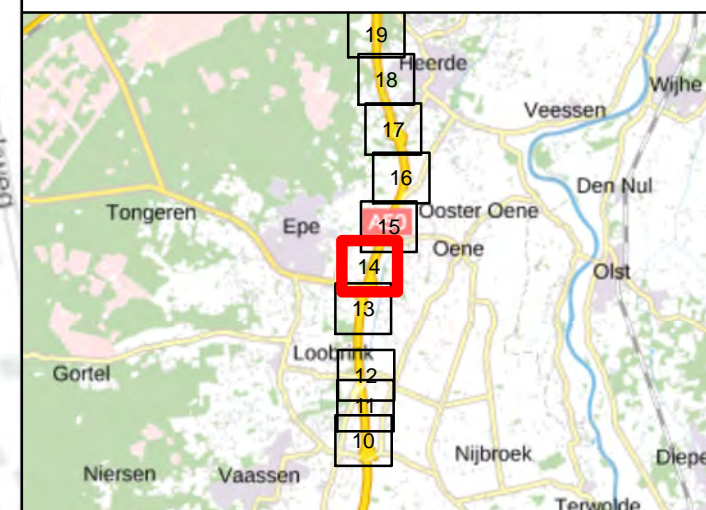 19
Heerde
18
Wijhe
Veessen
17
16
Den Nul
Tongeren
Ooster Oene
Epe
A50
15
Oene
14
Olst
13
Loobrink
Gortel
12
11
10
Nijbroek
Diepe
Niersen
Vaassen
Terwolde